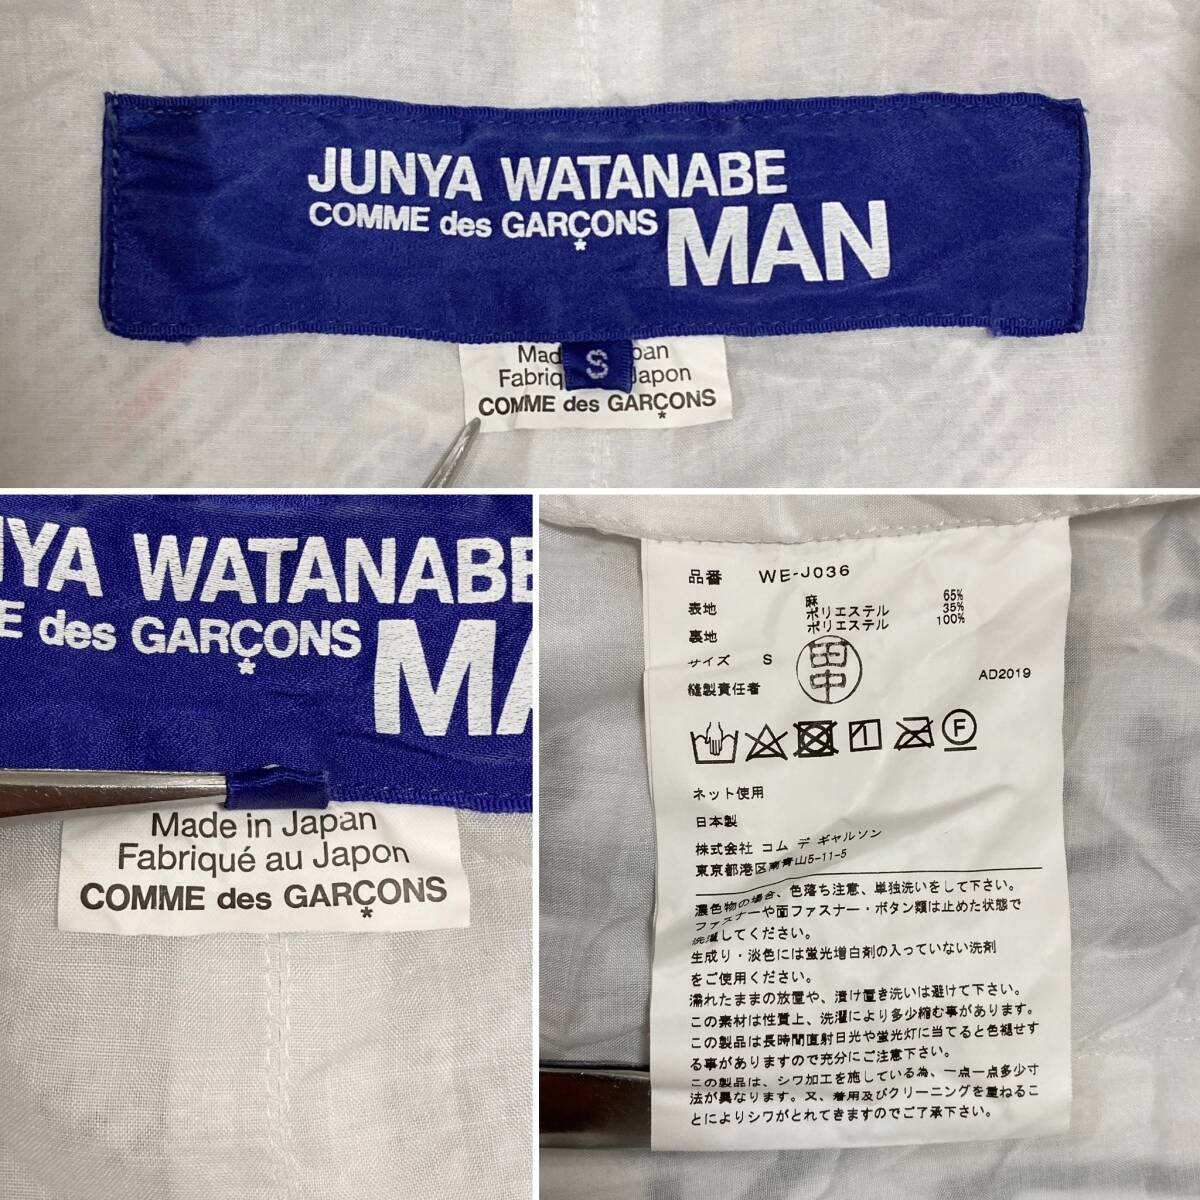 JUNYA WATANABE
COMME des GARÇONS MAN
S
Made pan
Fabriq Japon
COMME des GARÇONS
NYA WATANABE
E des GARÇONS MA
Made in Japan
Fabriqué au Japon
COMME des GARÇONS
品番 WE-J036
表地 麻 65%
ポリエステル 35%
裏地 ポリエステル 100%
サイズ S
縫製責任者 田中
AD2019
1 F
ネット使用
日本製
株式会社 コム デ ギャルソン
東京都港区南青山5-11-5
濃色物の場合、色落ち注意、単独洗いをして下さい。
ファスナーや面ファスナー・ボタン類は止めた状態で
洗濯してください。
生成り・淡色には蛍光増白剤の入っていない洗剤
をご使用ください。
濡れたままの放置や、漬け置き洗いは避けて下さい。
この素材は性質上、洗濯により多少縮む事があります。
この製品は長時間直射日光や蛍光灯に当てると色褪せす
る事がありますので充分にご注意下さい。
この製品は、シワ加工を施している為、一点一点多少寸
法が異なります。又、着用及びクリーニングを重ねるこ
とによりシワがとれてきますのでご了承下さい。